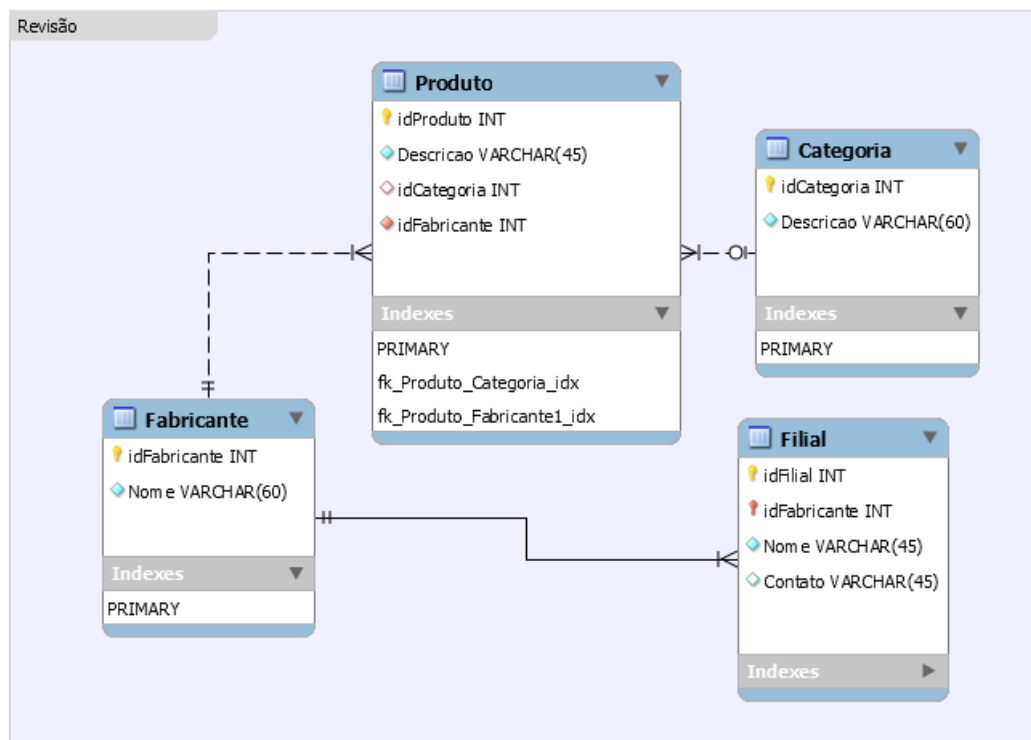 Revisão
Produto
idProduto INT
Descricao VARCHAR(45)
idCategoria INT
idFabricante INT
Indexes
PRIMARY
fk_Produto_Categoria_idx
fk_Produto_Fabricante1_idx
Categoria
idCategoria INT
Descricao VARCHAR(60)
Indexes
PRIMARY
Fabricante
idFabricante INT
Nome VARCHAR(60)
Indexes
PRIMARY
Filial
idFilial INT
idFabricante INT
Nome VARCHAR(45)
Contato VARCHAR(45)
Indexes